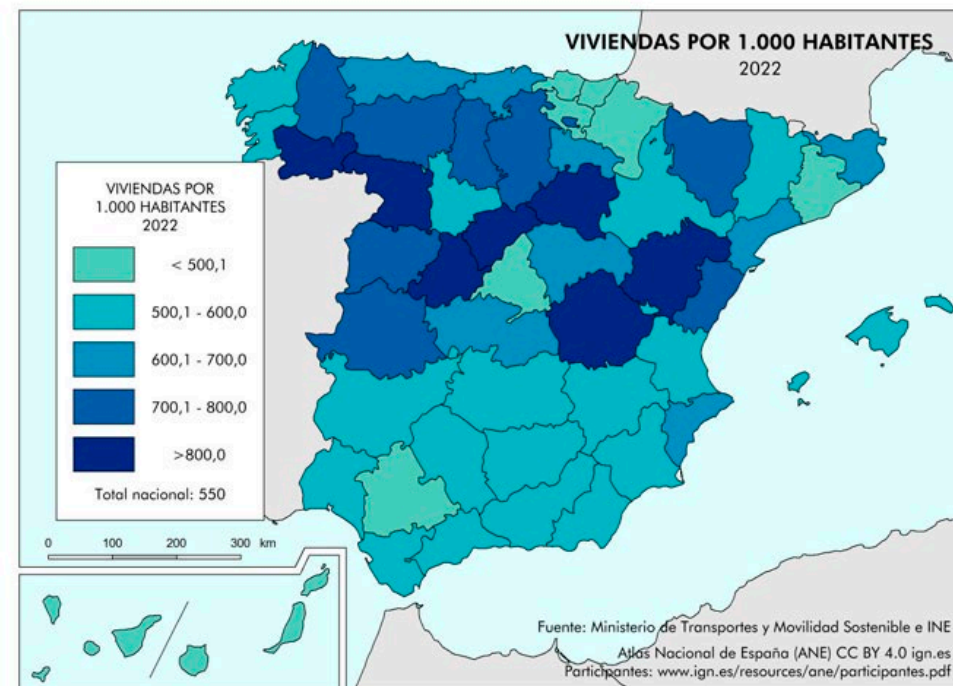 VIVIENDAS POR 1.000 HABITANTES
2022
VIVIENDAS POR
1.000 HABITANTES
2022
< 500,1
500,1 - 600,0
600,1 - 700,0
700,1 - 800,0
>800,0
Total nacional: 550
0 100 200 300 km
Fuente: Ministerio de Transportes y Movilidad Sostenible e INE
Atlas Nacional de España (ANE) CC BY 4.0 ign.es
Participantes: www.ign.es/resources/ane/participantes.pdf